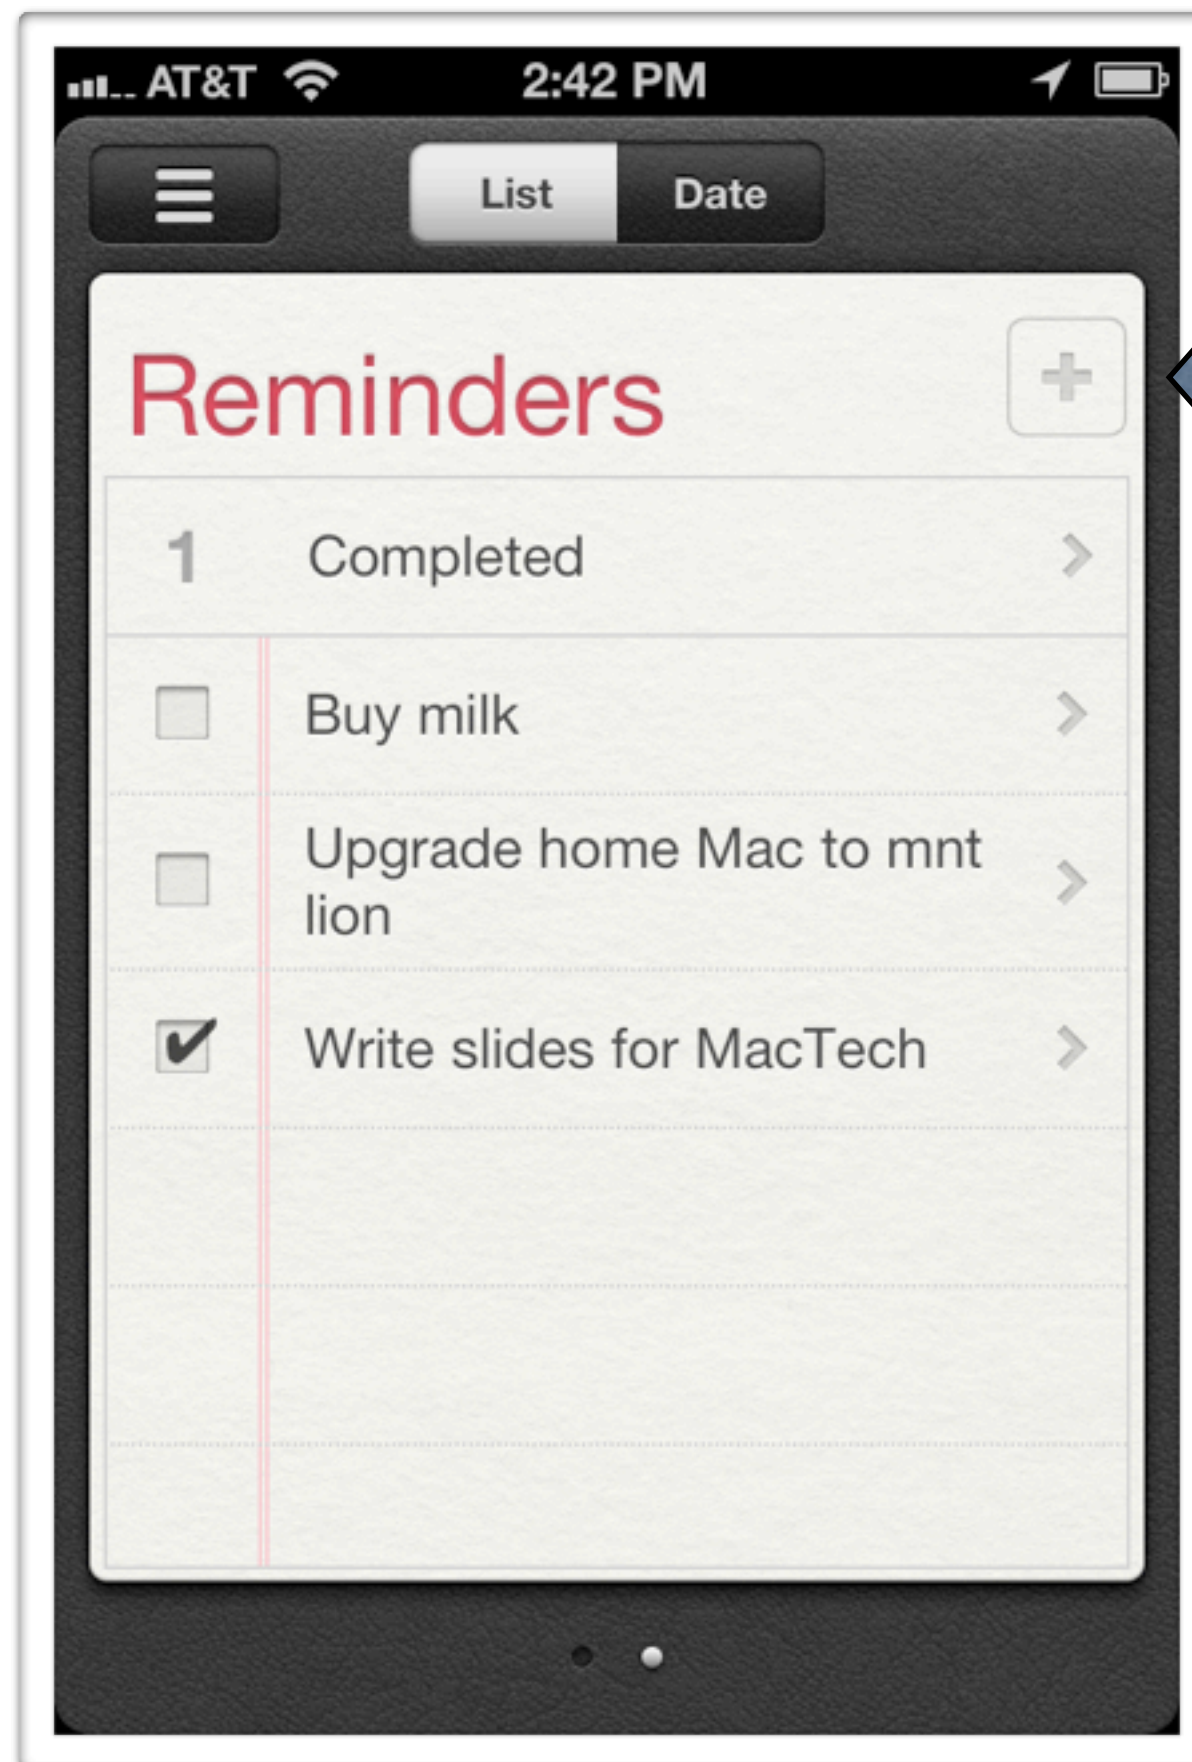 AT&T 2:42 PM
List Date
Reminders
1 Completed
Buy milk
Upgrade home Mac to mnt
lion
Write slides for MacTech